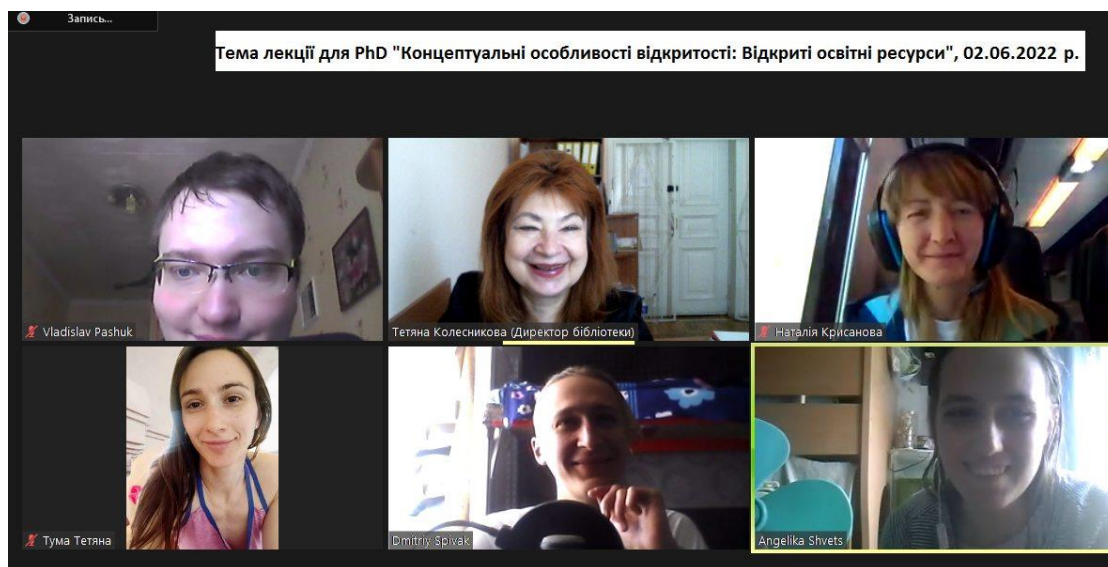 Запись...
Тема лекції для PhD "Концептуальні особливості відкритості: Відкриті освітні ресурси", 02.06.2022 р.
Vladislav Pashuk
Тетяна Колесникова (Директор бібліотеки)
Наталія Крисанова
Тума Тетяна
Dmitriy Spivak
Angelika Shvets